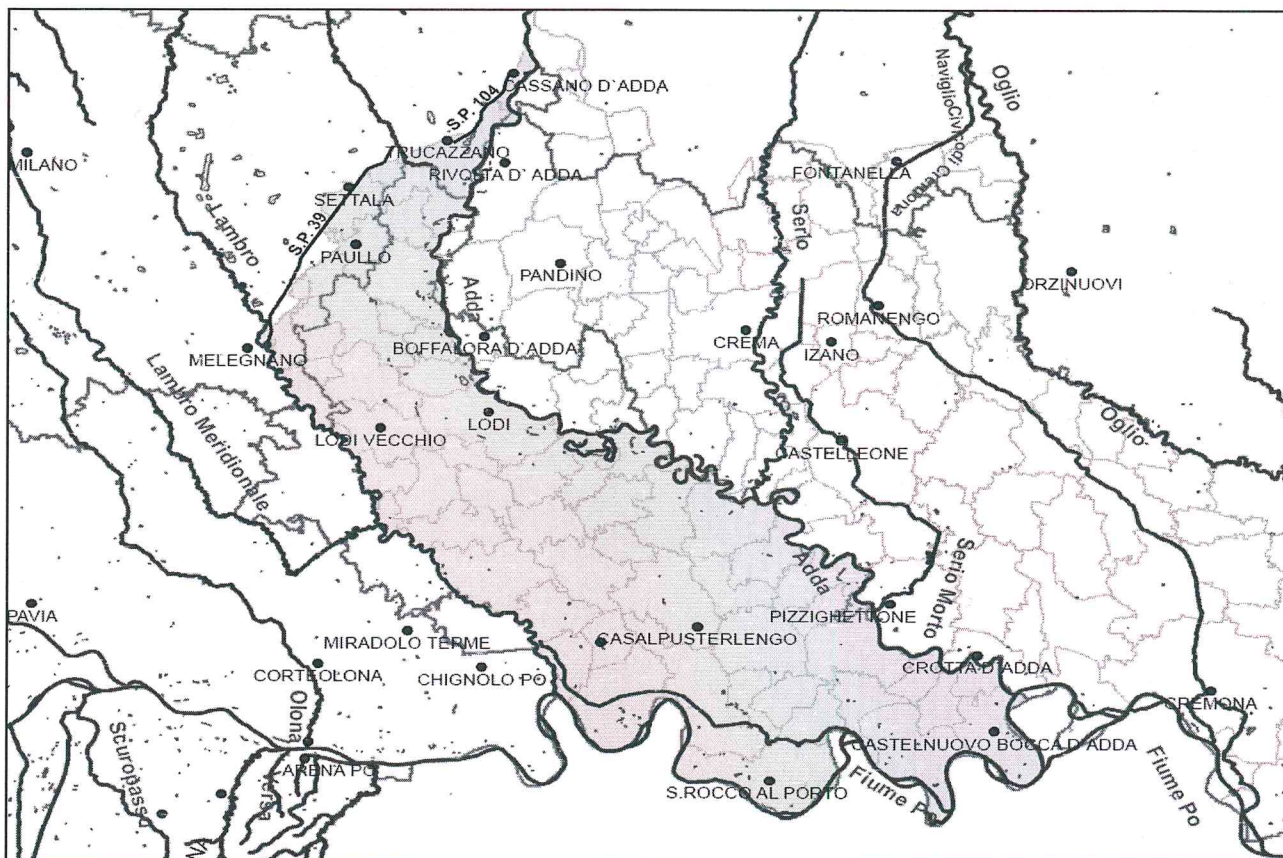 CASSANO D`ADDA
S.P. 104
Oglio
NaviglioCivicodi Cremona
MILANO
TRUCAZZANO
RIVOLTA D` ADDA
FONTANELLA
SETTALA
Lambro
Serio
S.P. 39
PAULLO
PANDINO
ORZINUOVI
Adda
ROMANENGO
MELEGNANO
BOFFALORA D'ADDA
CREMA
IZANO
Lambro Meridionale
LODI
LODI VECCHIO
Oglio
CASTELLEONE
Adda
Serio Morto
PAVIA
PIZZIGHETTONE
MIRADOLO TERME
CASALPUSTERLENGO
CORTEOLONA
CHIGNOLO PO
CROTTA D'ADDA
CREMONA
Olona
Scuropasso
CASTELNUOVO BOCCA D'ADDA
ARENA PO
Fiume Po
S.ROCCO AL PORTO
Fiume Po